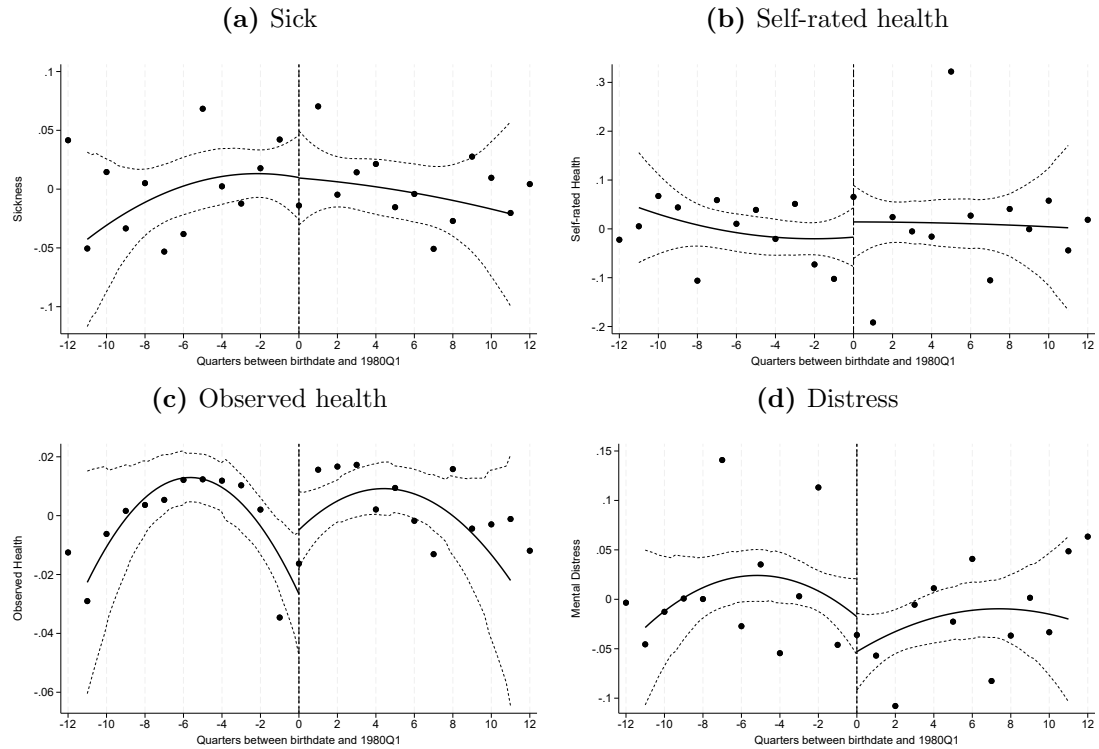 (a) Sick
(b) Self-rated health
.1
.05
0
-.05
-.1
Sickness
-12 -10 -8 -6 -4 -2 0 2 4 6 8 10 12
Quarters between birthdate and 1980Q1
.3
.2
.1
0
-.1
-.2
Self-rated Health
-12 -10 -8 -6 -4 -2 0 2 4 6 8 10 12
Quarters between birthdate and 1980Q1
(c) Observed health
(d) Distress
.02
0
-.02
-.04
-.06
Observed Health
-12 -10 -8 -6 -4 -2 0 2 4 6 8 10 12
Quarters between birthdate and 1980Q1
.15
.1
.05
0
-.05
-.1
Mental Distress
-12 -10 -8 -6 -4 -2 0 2 4 6 8 10 12
Quarters between birthdate and 1980Q1